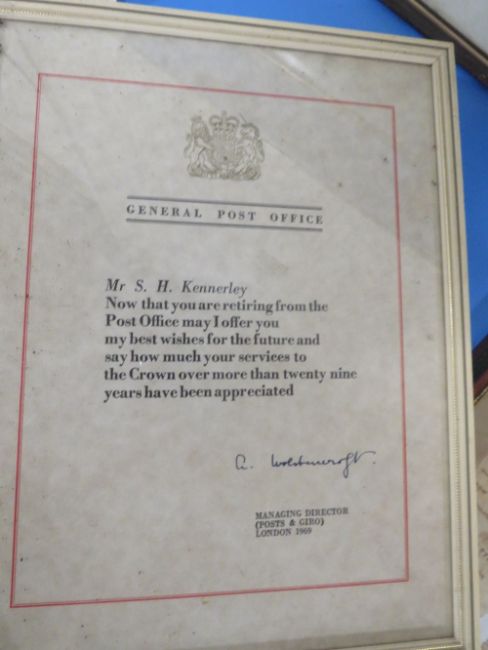 GENERAL POST OFFICE
Mr S. H. Kennerley
Now that you are retiring from the
Post Office may I offer you
my best wishes for the future and
say how much your services to
the Crown over more than twenty nine
years have been appreciated
A. Wolstencroft.
MANAGING DIRECTOR
(POSTS & GIRO)
LONDON 1969